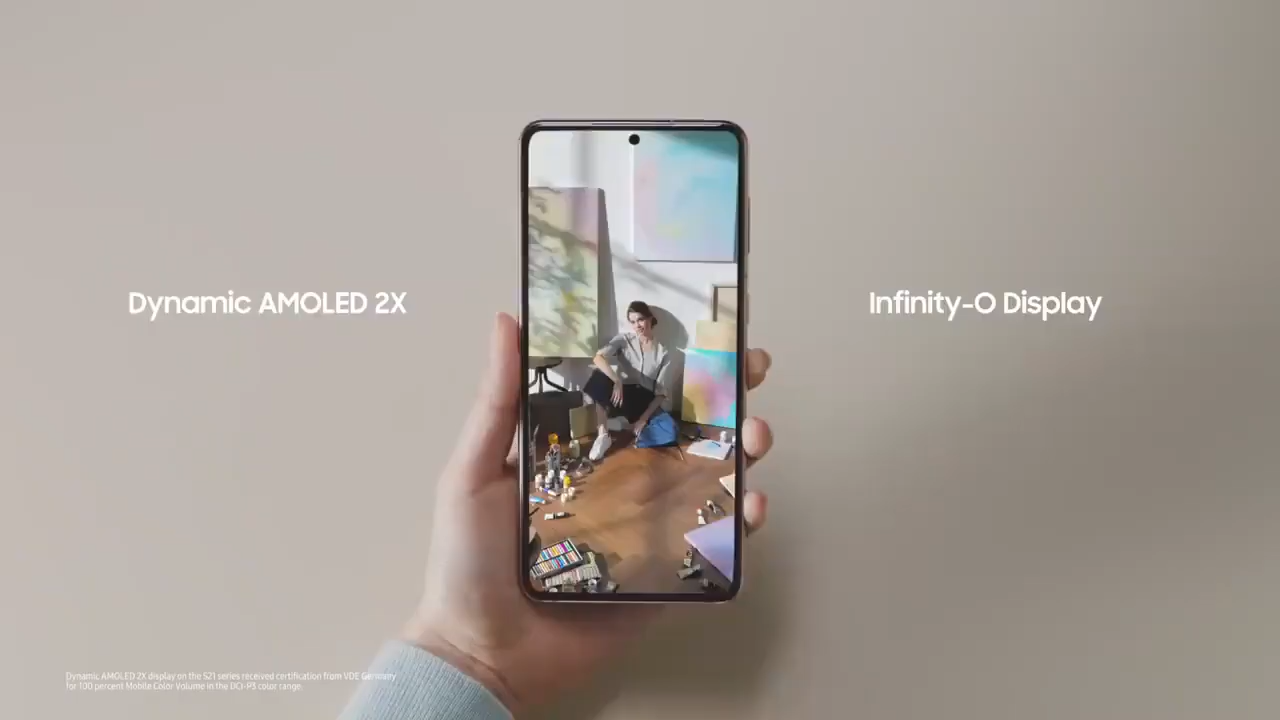 Dynamic AMOLED 2X
Infinity-O Display
Dynamic AMOLED 2X display on the S21 series received certification from VDE Germany
for 100 percent Mobile Color Volume in the DCI-P3 color range.